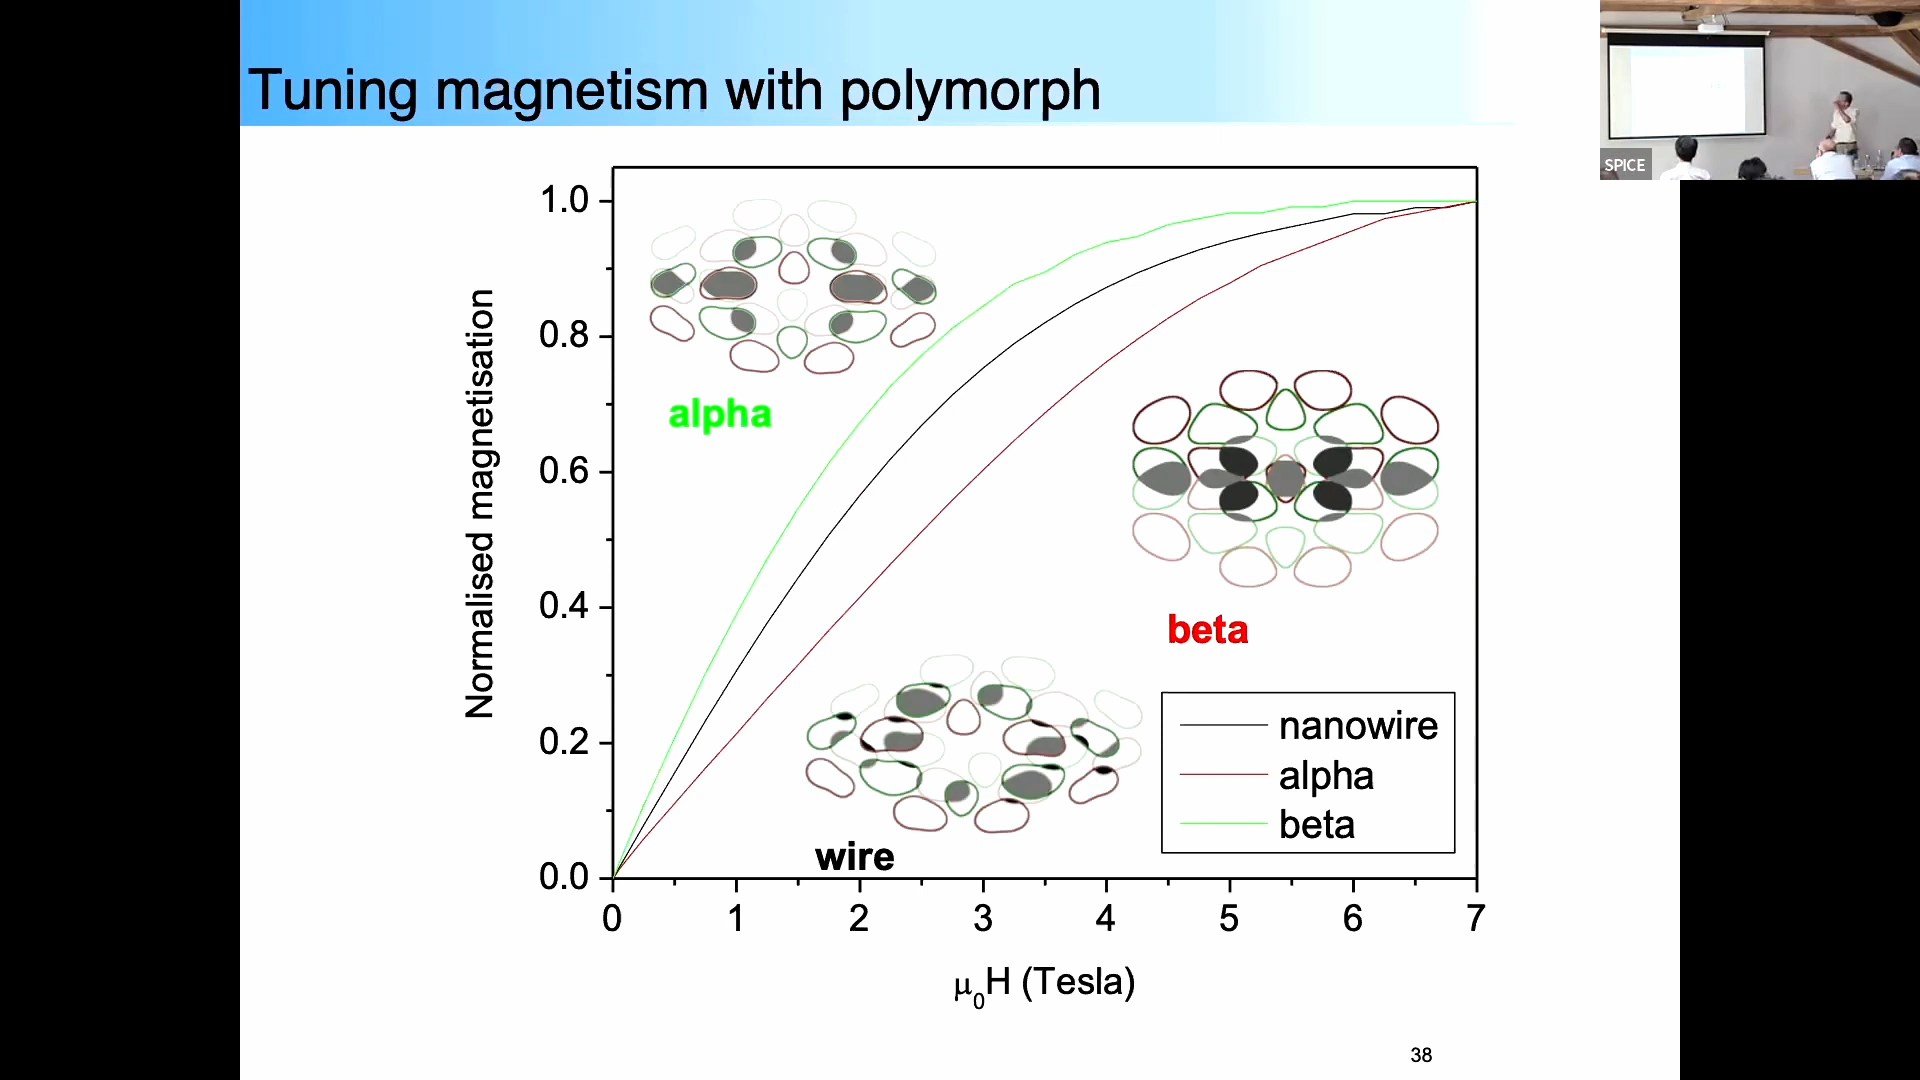 Tuning magnetism with polymorph
SPICE
Normalised magnetisation
1.0
0.8
0.6
0.4
0.2
0.0
alpha
beta
wire
nanowire
alpha
beta
0 1 2 3 4 5 6 7
μ0H (Tesla)
38